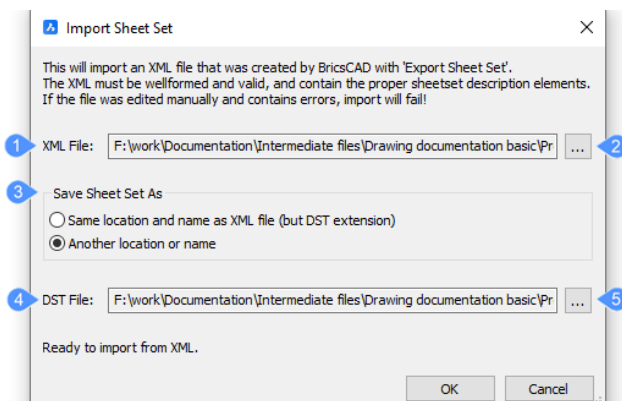 Import Sheet Set
This will import an XML file that was created by BricsCAD with 'Export Sheet Set'.
The XML must be wellformed and valid, and contain the proper sheetset description elements.
If the file was edited manually and contains errors, import will fail!
1 XML File: F:\work\Documentation\Intermediate files\Drawing documentation basic\Pr ... 2
3 Save Sheet Set As
Same location and name as XML file (but DST extension)
Another location or name
4 DST File: F:\work\Documentation\Intermediate files\Drawing documentation basic\Pr ... 5
Ready to import from XML.
OK Cancel